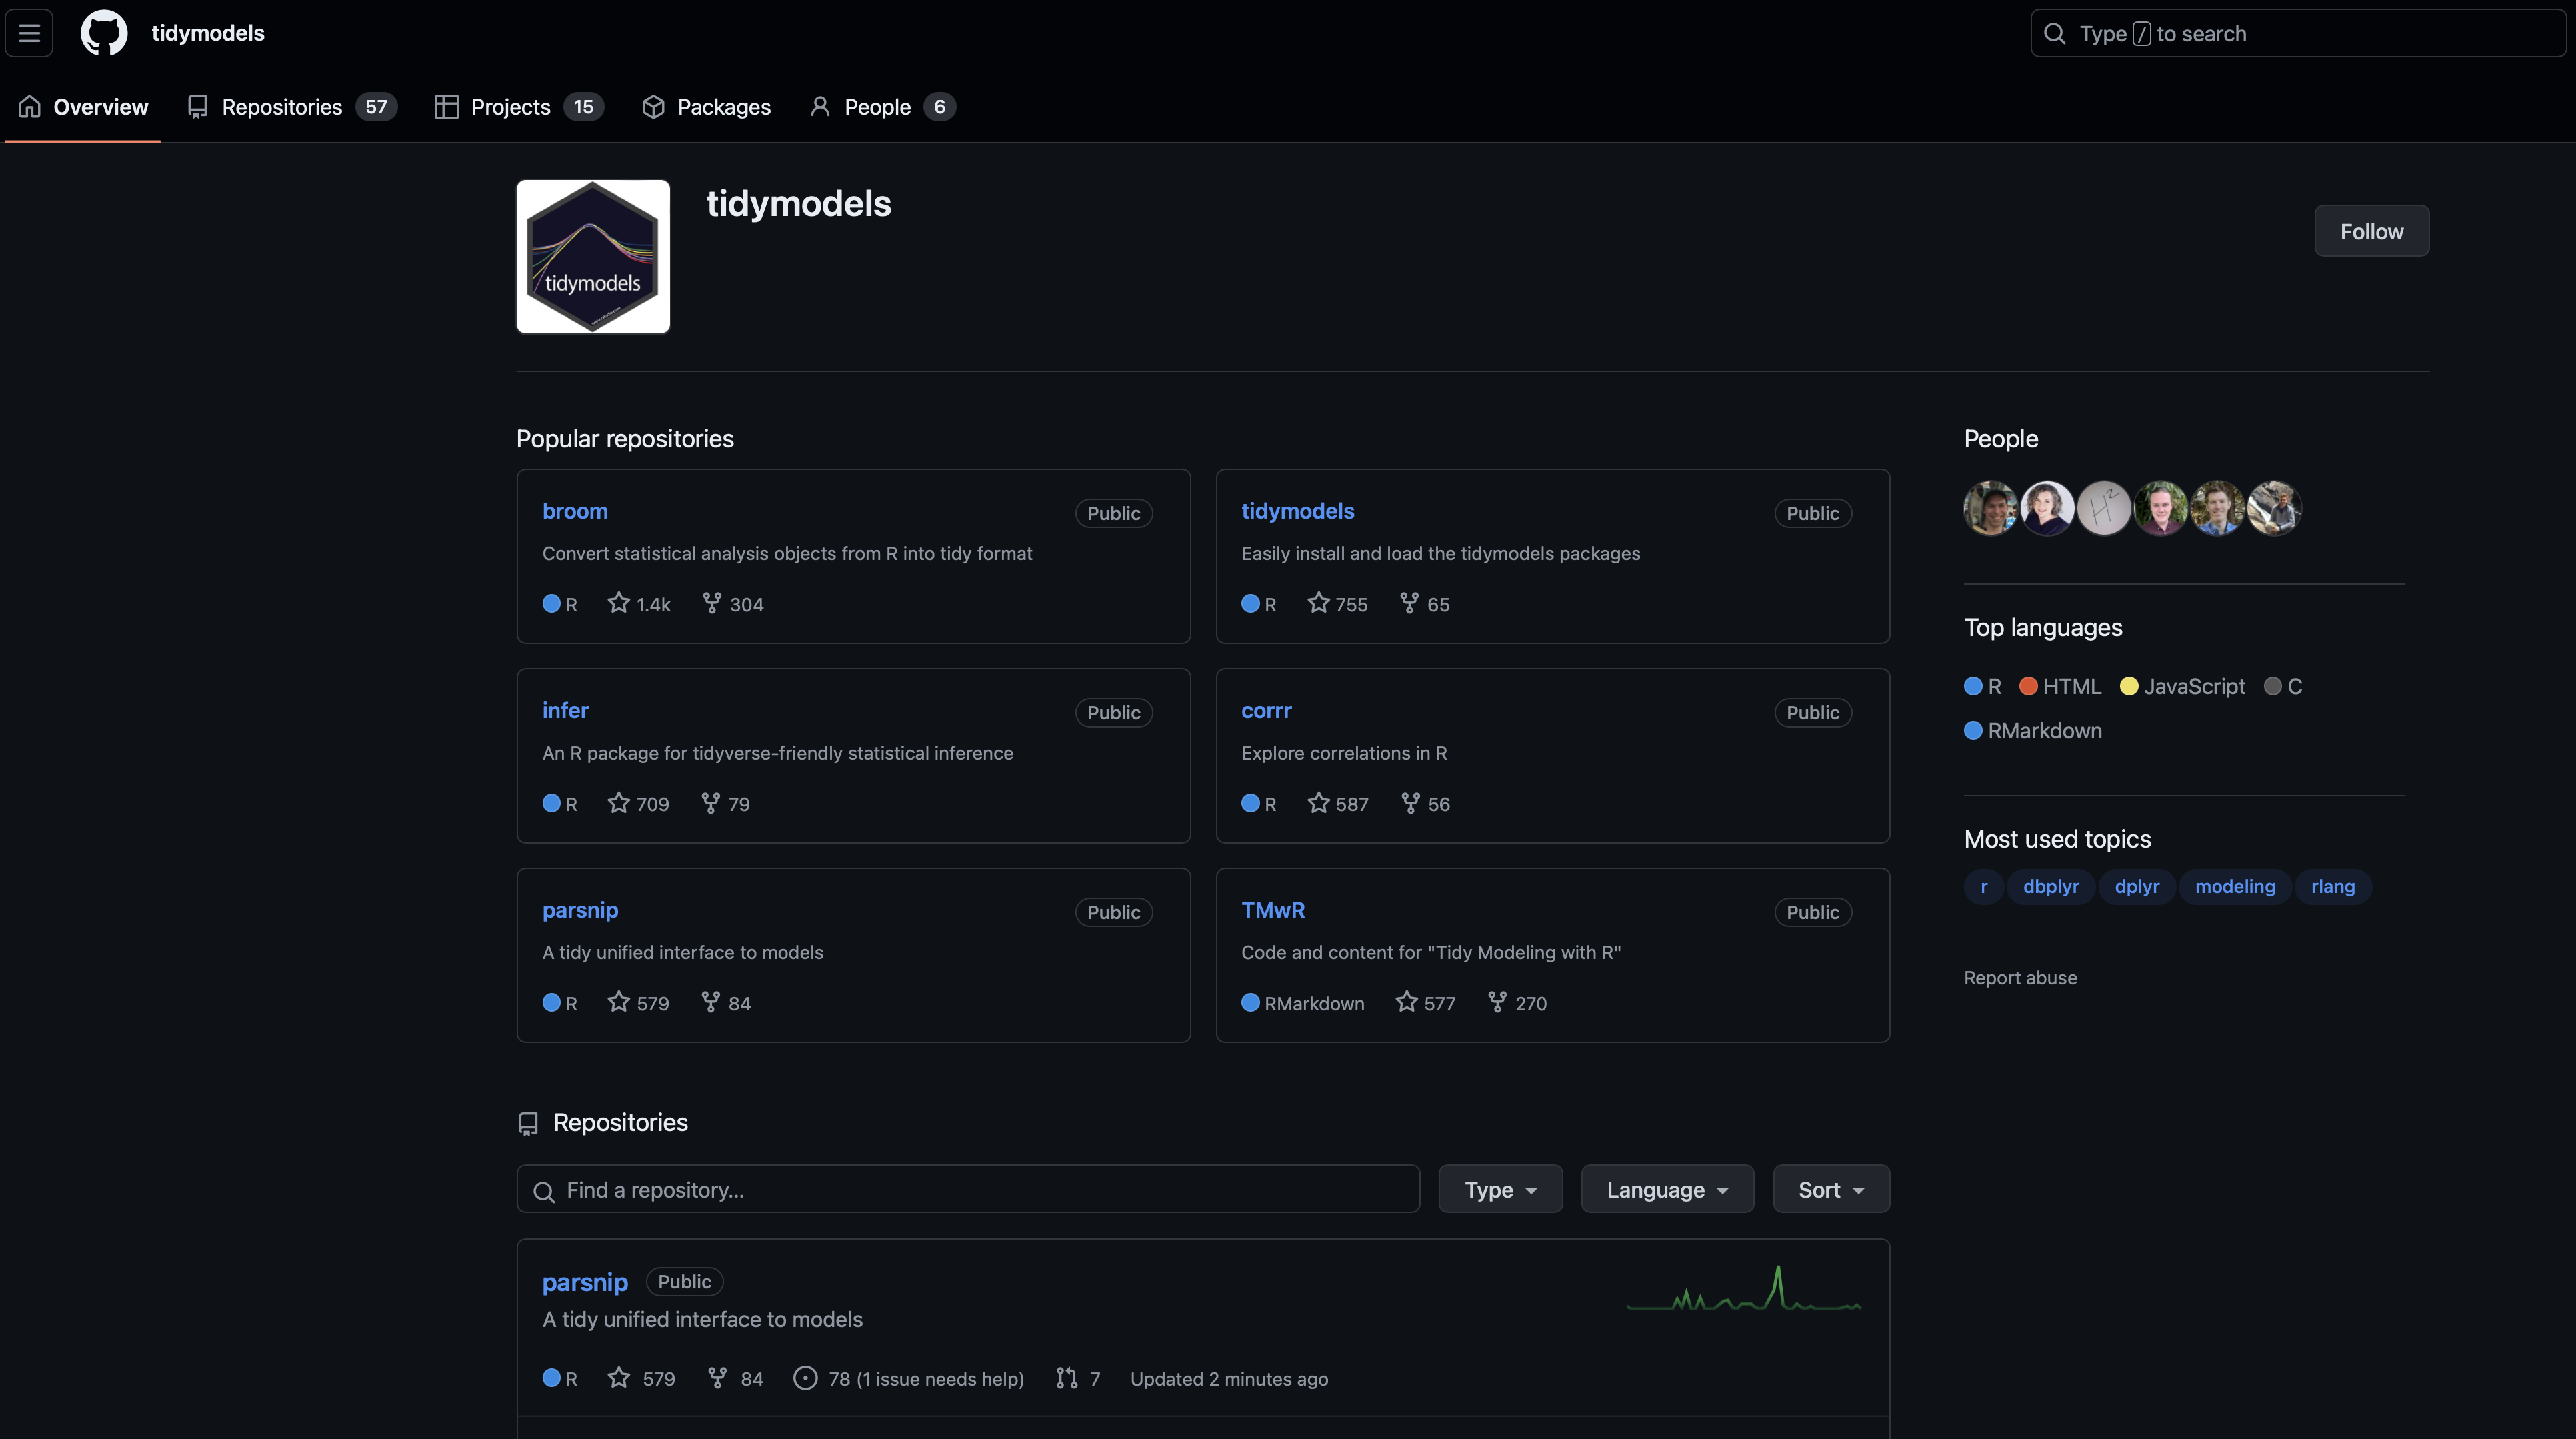 tidymodels
Type / to search
Overview
Repositories 57
Projects 15
Packages
People 6
tidymodels
tidymodels
Follow
Popular repositories
broom Public
Convert statistical analysis objects from R into tidy format
R 1.4k 304
tidymodels Public
Easily install and load the tidymodels packages
R 755 65
infer Public
An R package for tidyverse-friendly statistical inference
R 709 79
corrr Public
Explore correlations in R
R 587 56
parsnip Public
A tidy unified interface to models
R 579 84
TMwR Public
Code and content for "Tidy Modeling with R"
RMarkdown 577 270
People
H²
Top languages
R HTML JavaScript C
RMarkdown
Most used topics
r dbplyr dplyr modeling rlang
Report abuse
Repositories
Find a repository...
Type
Language
Sort
parsnip Public
A tidy unified interface to models
R 579 84 78 (1 issue needs help) 7 Updated 2 minutes ago